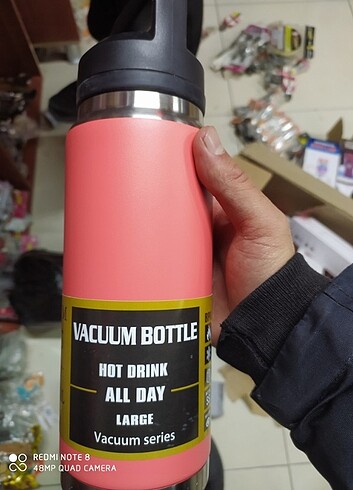 VACUUM BOTTLE
HOT DRINK
ALL DAY
LARGE
Vacuum series
REDMI NOTE 8
48MP QUAD CAMERA